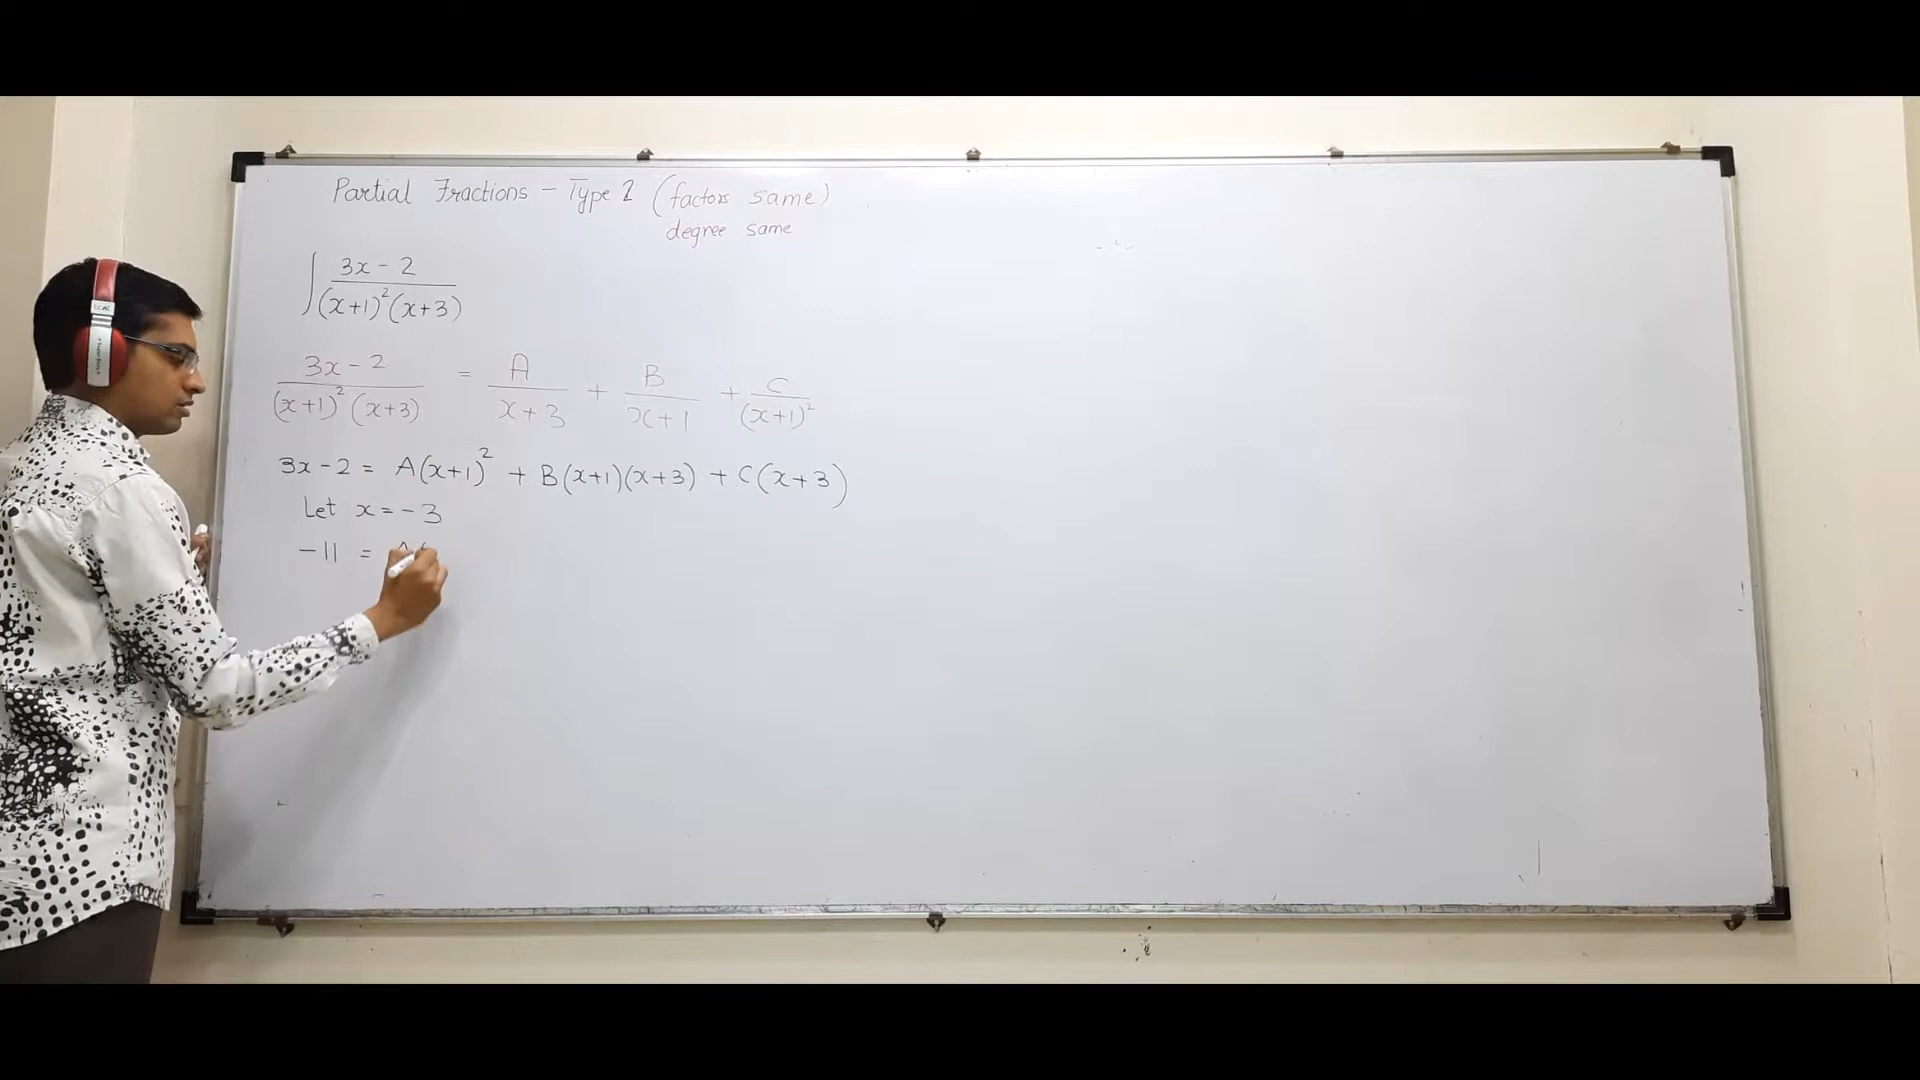 Partial Fractions - Type 2 (factors same)
degree same
∫ 3x - 2
(x+1)² (x+3)
3x - 2 = A + B + C
(x+1)² (x+3) x+3 x+1 (x+1)²
3x - 2 = A(x+1)² + B(x+1)(x+3) + C(x+3)
Let x = -3
-11 = A